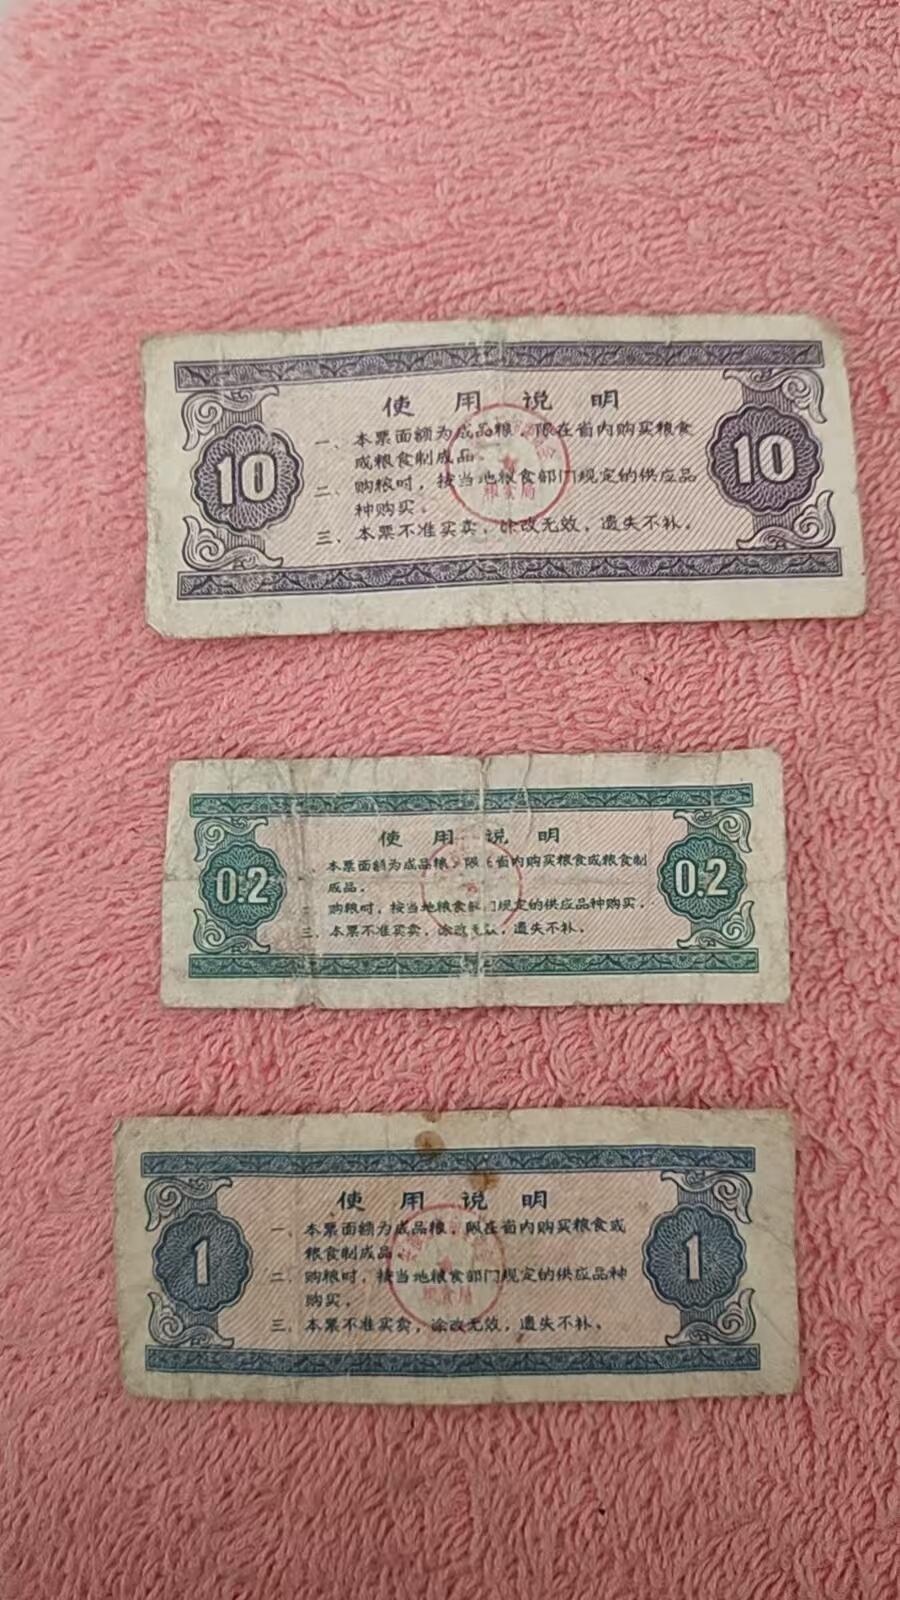 使用说明
一、本票面额为成品粮，限在省内购买粮食
或粮食制成品。
10
10
二、购粮时，按当地粮食部门规定的供应品
种购买。
粮食局
三、本票不准买卖，涂改无效，遗失不补。
使用说明
一、本票面额为成品粮，限在省内购买粮食或粮食制
成品。
0.2
0.2
二、购粮时，按当地粮食部门规定的供应品种购买。
三、本票不准买卖，涂改无效，遗失不补。
使用说明
一、本票面额为成品粮，限在省内购买粮食或
粮食制成品。
1
1
二、购粮时，按当地粮食部门规定的供应品种
购买。
粮食局
三、本票不准买卖，涂改无效，遗失不补。